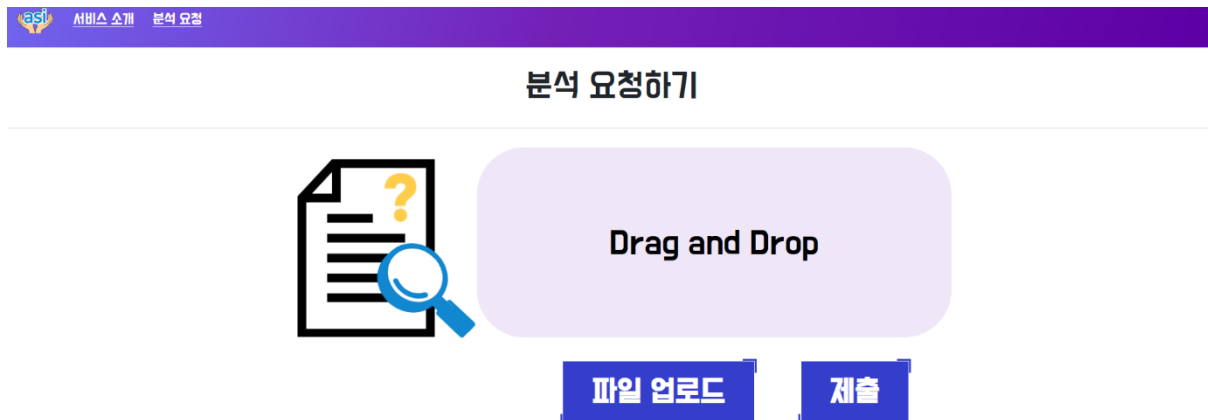 asi 서비스 소개 분석 요청
분석 요청하기
?
Drag and Drop
파일 업로드 제출